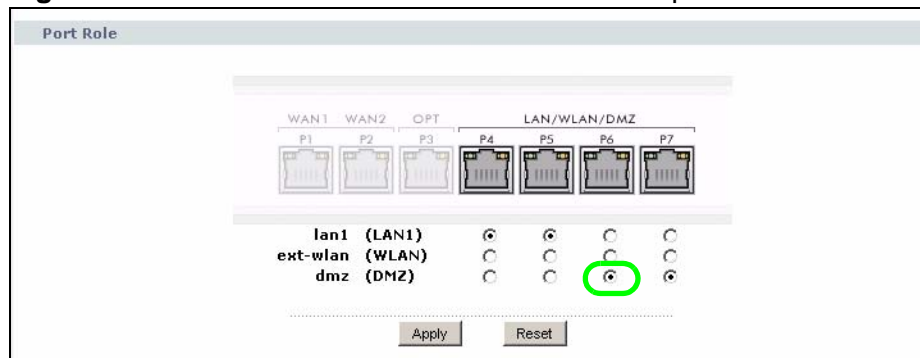 Port Role
WAN1 WAN2 OPT LAN/WLAN/DMZ
P1 P2 P3 P4 P5 P6 P7
lan1 (LAN1)
ext-wlan (WLAN)
dmz (DMZ)
Apply Reset